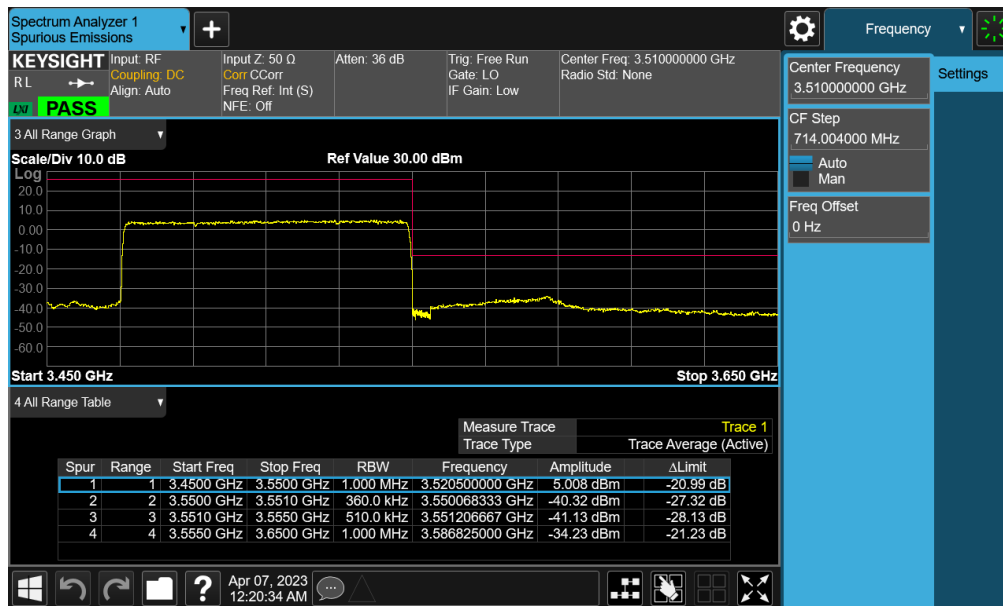 Spectrum Analyzer 1
Spurious Emissions
Frequency
KEYSIGHT
R L
LXI PASS
Input: RF
Coupling: DC
Align: Auto
Input Z: 50 Ω
Corr CCorr
Freq Ref: Int (S)
NFE: Off
Atten: 36 dB
Trig: Free Run
Gate: LO
IF Gain: Low
Center Freq: 3.510000000 GHz
Radio Std: None
Center Frequency
3.510000000 GHz
Settings
CF Step
714.004000 MHz
Auto
Man
Freq Offset
0 Hz
3 All Range Graph
Scale/Div 10.0 dB
Ref Value 30.00 dBm
Log
20.0
10.0
0.00
-10.0
-20.0
-30.0
-40.0
-50.0
-60.0
Start 3.450 GHz
Stop 3.650 GHz
4 All Range Table
Measure Trace Trace 1
Trace Type Trace Average (Active)
Spur Range Start Freq Stop Freq RBW Frequency Amplitude ΔLimit
1 1 3.4500 GHz 3.5500 GHz 1.000 MHz 3.520500000 GHz 5.008 dBm -20.99 dB
2 2 3.5500 GHz 3.5510 GHz 360.0 kHz 3.550068333 GHz -40.32 dBm -27.32 dB
3 3 3.5510 GHz 3.5550 GHz 510.0 kHz 3.551206667 GHz -41.13 dBm -28.13 dB
4 4 3.5550 GHz 3.6500 GHz 1.000 MHz 3.586825000 GHz -34.23 dBm -21.23 dB
?
Apr 07, 2023
12:20:34 AM